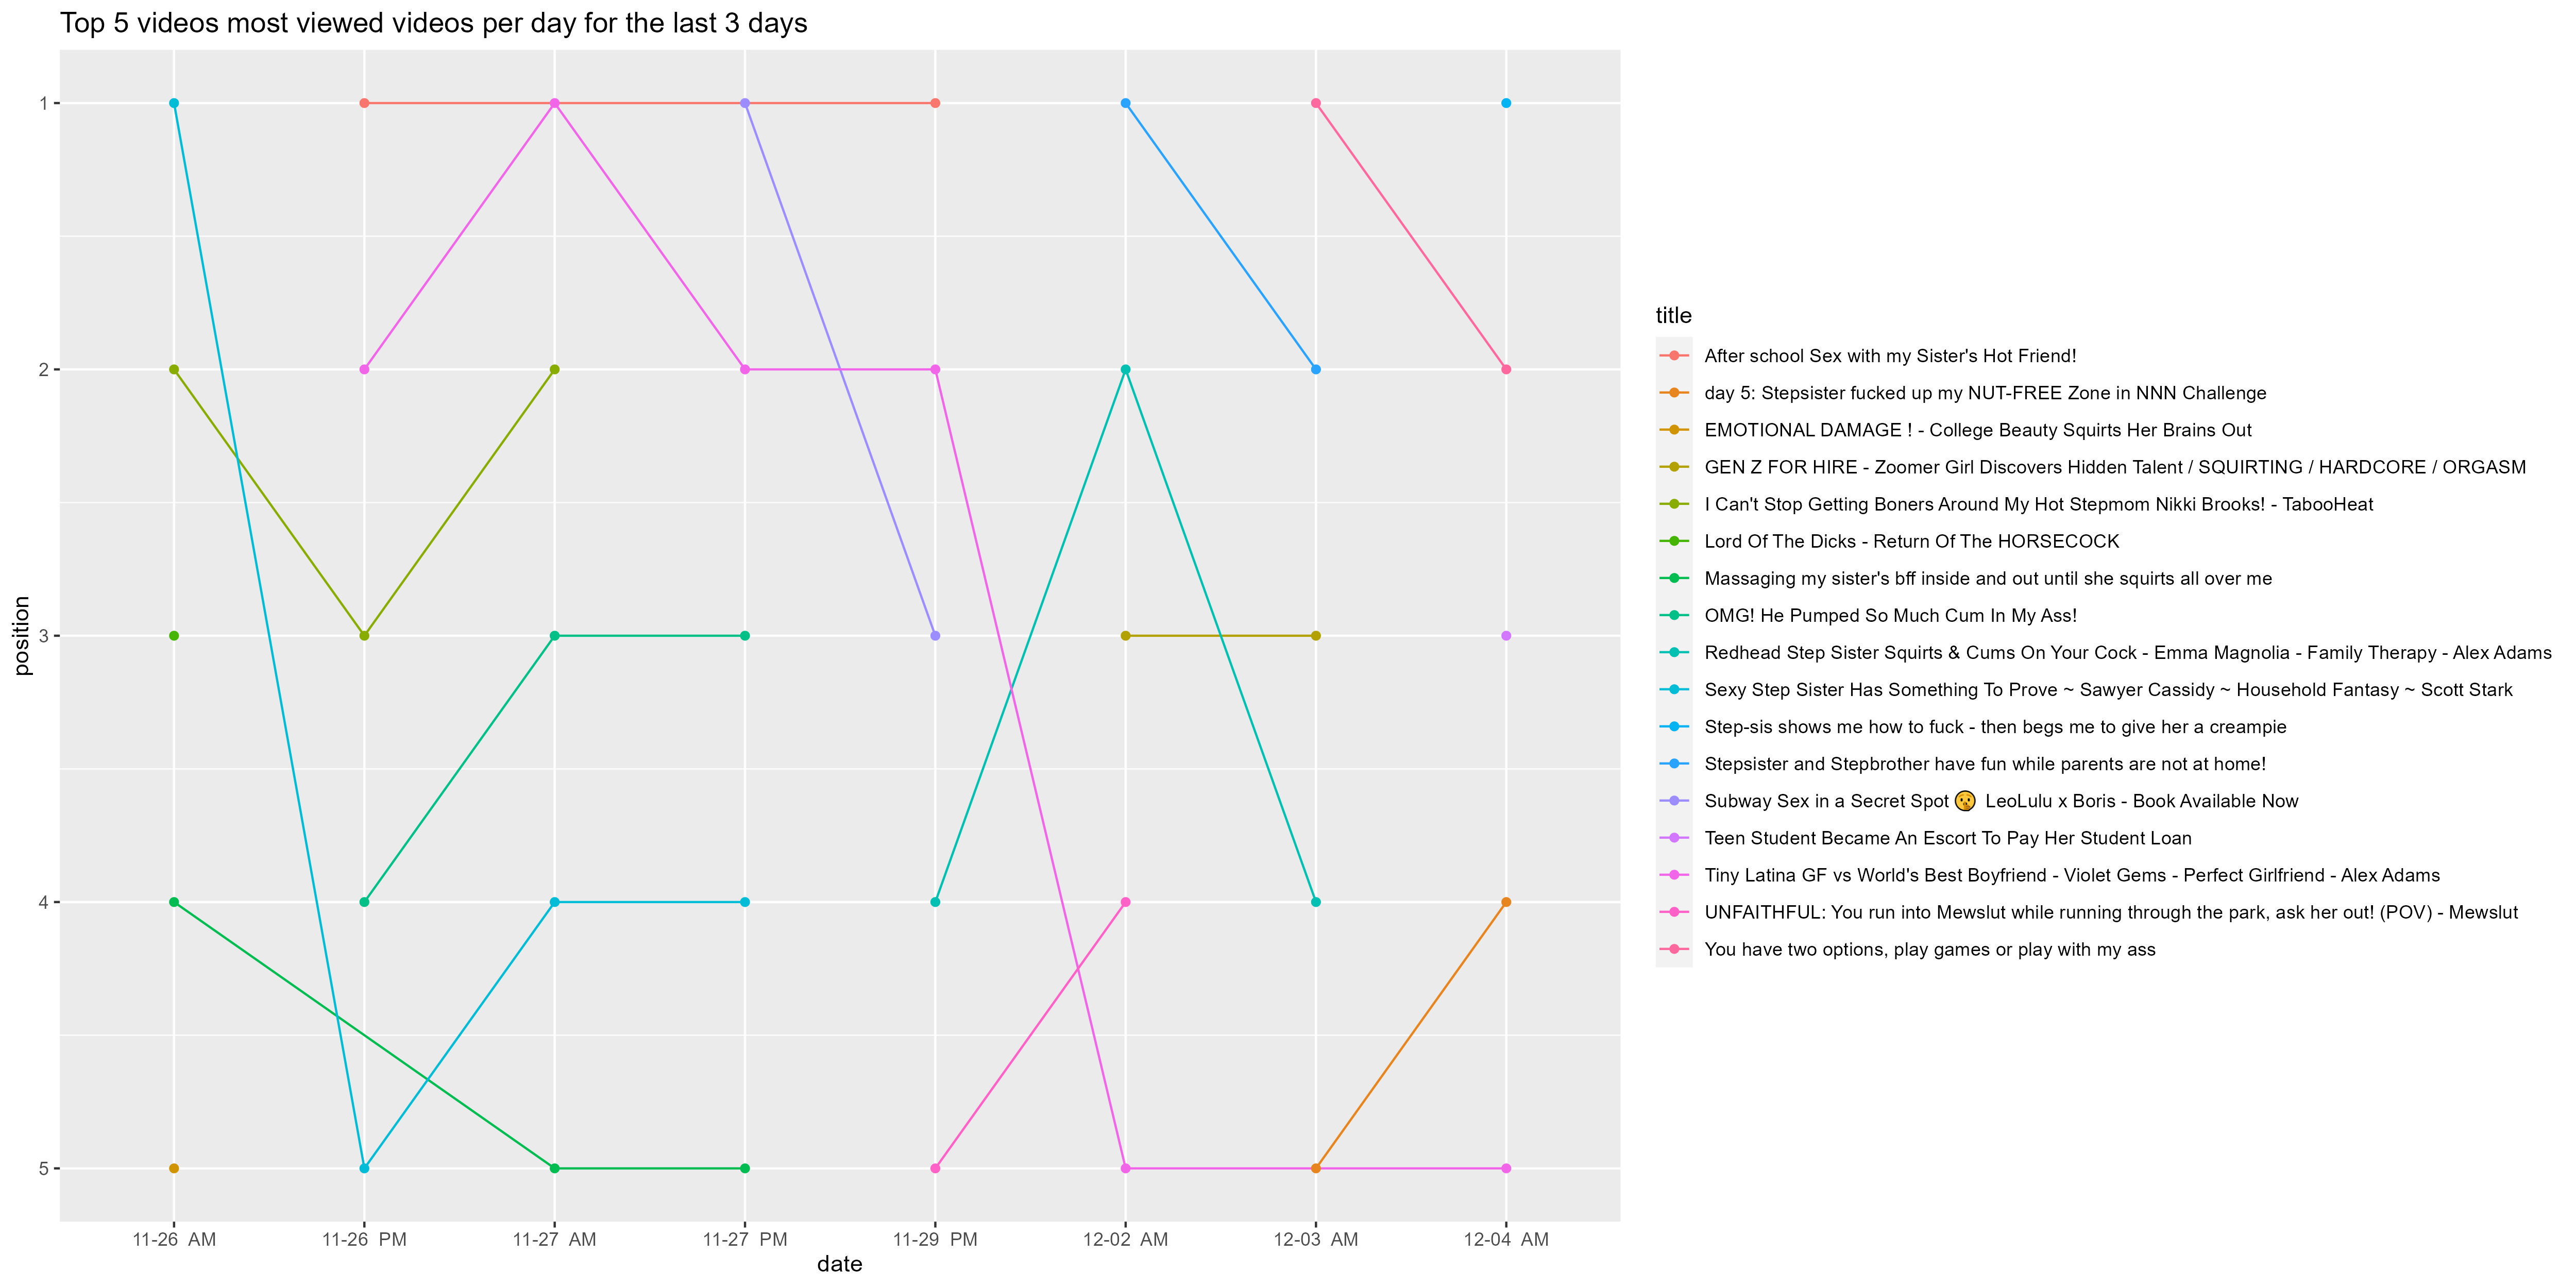 Top 5 videos most viewed videos per day for the last 3 days
position
1
2
3
4
5
11-26 AM
11-26 PM
11-27 AM
11-27 PM
11-29 PM
12-02 AM
12-03 AM
12-04 AM
date
title
After school Sex with my Sister's Hot Friend!
day 5: Stepsister fucked up my NUT-FREE Zone in NNN Challenge
EMOTIONAL DAMAGE ! - College Beauty Squirts Her Brains Out
GEN Z FOR HIRE - Zoomer Girl Discovers Hidden Talent / SQUIRTING / HARDCORE / ORGASM
I Can't Stop Getting Boners Around My Hot Stepmom Nikki Brooks! - TabooHeat
Lord Of The Dicks - Return Of The HORSECOCK
Massaging my sister's bff inside and out until she squirts all over me
OMG! He Pumped So Much Cum In My Ass!
Redhead Step Sister Squirts & Cums On Your Cock - Emma Magnolia - Family Therapy - Alex Adams
Sexy Step Sister Has Something To Prove ~ Sawyer Cassidy ~ Household Fantasy ~ Scott Stark
Step-sis shows me how to fuck - then begs me to give her a creampie
Stepsister and Stepbrother have fun while parents are not at home!
Subway Sex in a Secret Spot 🤫 LeoLulu x Boris - Book Available Now
Teen Student Became An Escort To Pay Her Student Loan
Tiny Latina GF vs World's Best Boyfriend - Violet Gems - Perfect Girlfriend - Alex Adams
UNFAITHFUL: You run into Mewslut while running through the park, ask her out! (POV) - Mewslut
You have two options, play games or play with my ass